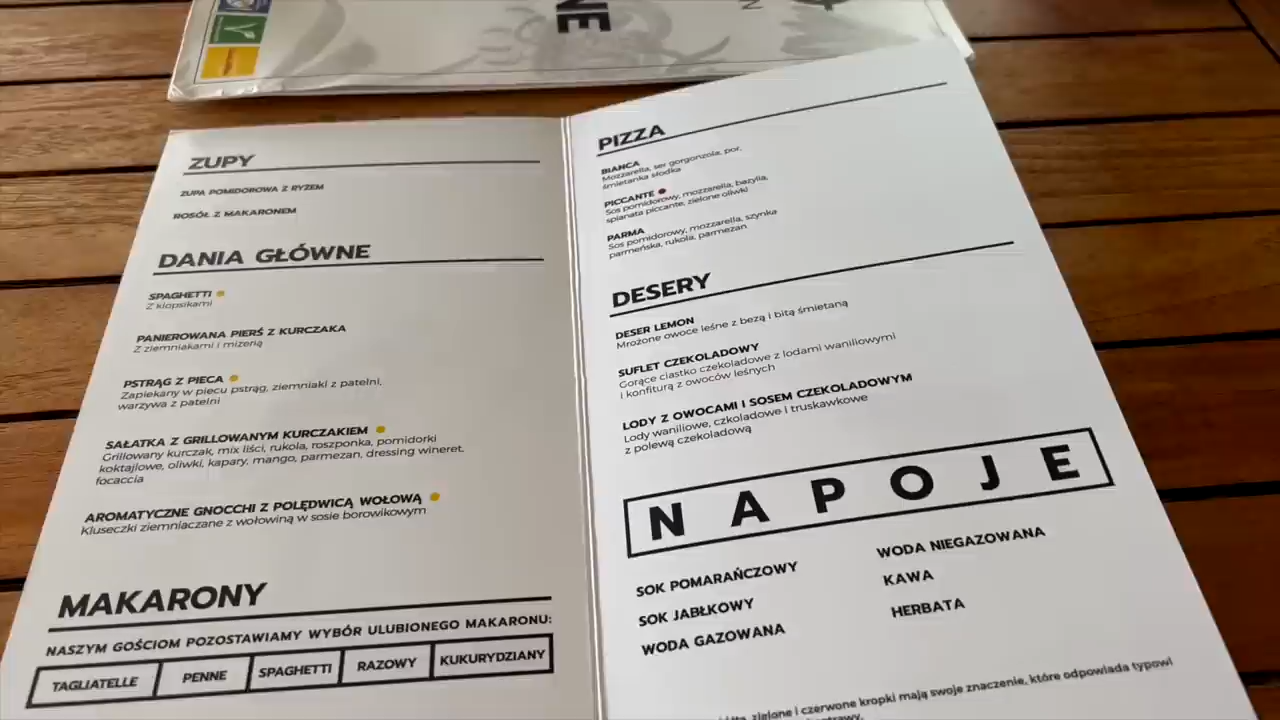 NE
ZUPY
ZUPA POMIDOROWA Z RYŻEM
ROSÓŁ Z MAKARONEM
DANIA GŁÓWNE
SPAGHETTI
Z klopsikami
PANIEROWANA PIERŚ Z KURCZAKA
Z ziemniakami i mizerią
PSTRĄG Z PIECA
Zapiekany w piecu pstrąg, ziemniaki z patelni,
warzywa z patelni
SAŁATKA Z GRILLOWANYM KURCZAKIEM
Grillowany kurczak, mix liści, rukola, roszponka, pomidorki
koktajlowe, oliwki, kapary, mango, parmezan, dressing wineret,
focaccia
AROMATYCZNE GNOCCHI Z POLĘDWICĄ WOŁOWĄ
Kluseczki ziemniaczane z wołowiną w sosie borowikowym
MAKARONY
NASZYM GOŚCIOM POZOSTAWIAMY WYBÓR ULUBIONEGO MAKARONU:
TAGLIATELLE PENNE SPAGHETTI RAZOWY KUKURYDZIANY
PIZZA
BIANCA
Mozzarella, ser gorgonzola, por,
śmietanka słodka
PICCANTE
Sos pomidorowy, mozzarella, bazylia,
spianata piccante, zielone oliwki
PARMA
Sos pomidorowy, mozzarella, szynka
parmeńska, rukola, parmezan
DESERY
DESER LEMON
Mrożone owoce leśne z bezą i bitą śmietaną
SUFLET CZEKOLADOWY
Gorące ciastko czekoladowe z lodami waniliowymi
i konfiturą z owoców leśnych
LODY Z OWOCAMI I SOSEM CZEKOLADOWYM
Lody waniliowe, czkoladowe i truskawkowe
z polewą czekoladową
NAPOJE
SOK POMARAŃCZOWY
SOK JABŁKOWY
WODA GAZOWANA
WODA NIEGAZOWANA
KAWA
HERBATA
zielone i czerwone kropki mają swoje znaczenie, które odpowiada typowi